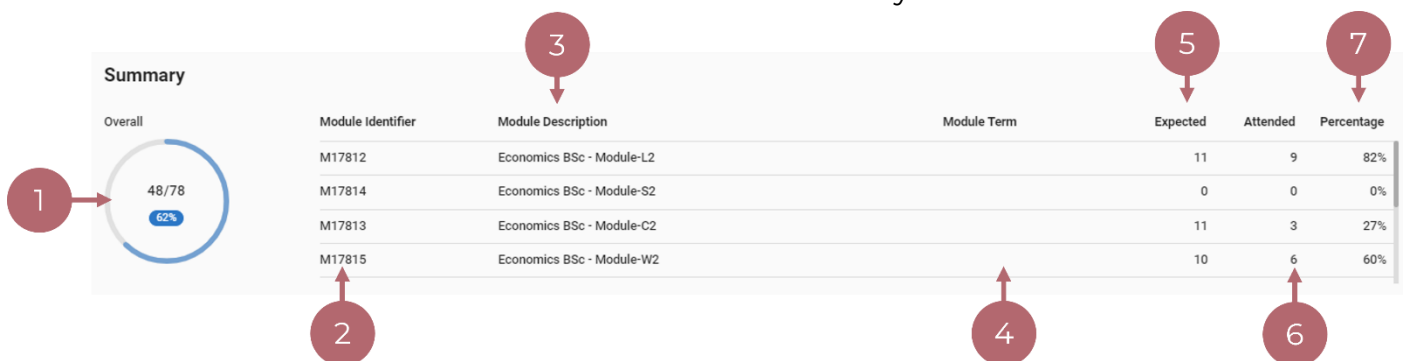 3
5
7
Summary
Overall
Module Identifier Module Description Module Term Expected Attended Percentage
M17812 Economics BSc - Module-L2 11 9 82%
1
48/78
62%
M17814 Economics BSc - Module-S2 0 0 0%
M17813 Economics BSc - Module-C2 11 3 27%
M17815 Economics BSc - Module-W2 10 6 60%
2
4
6